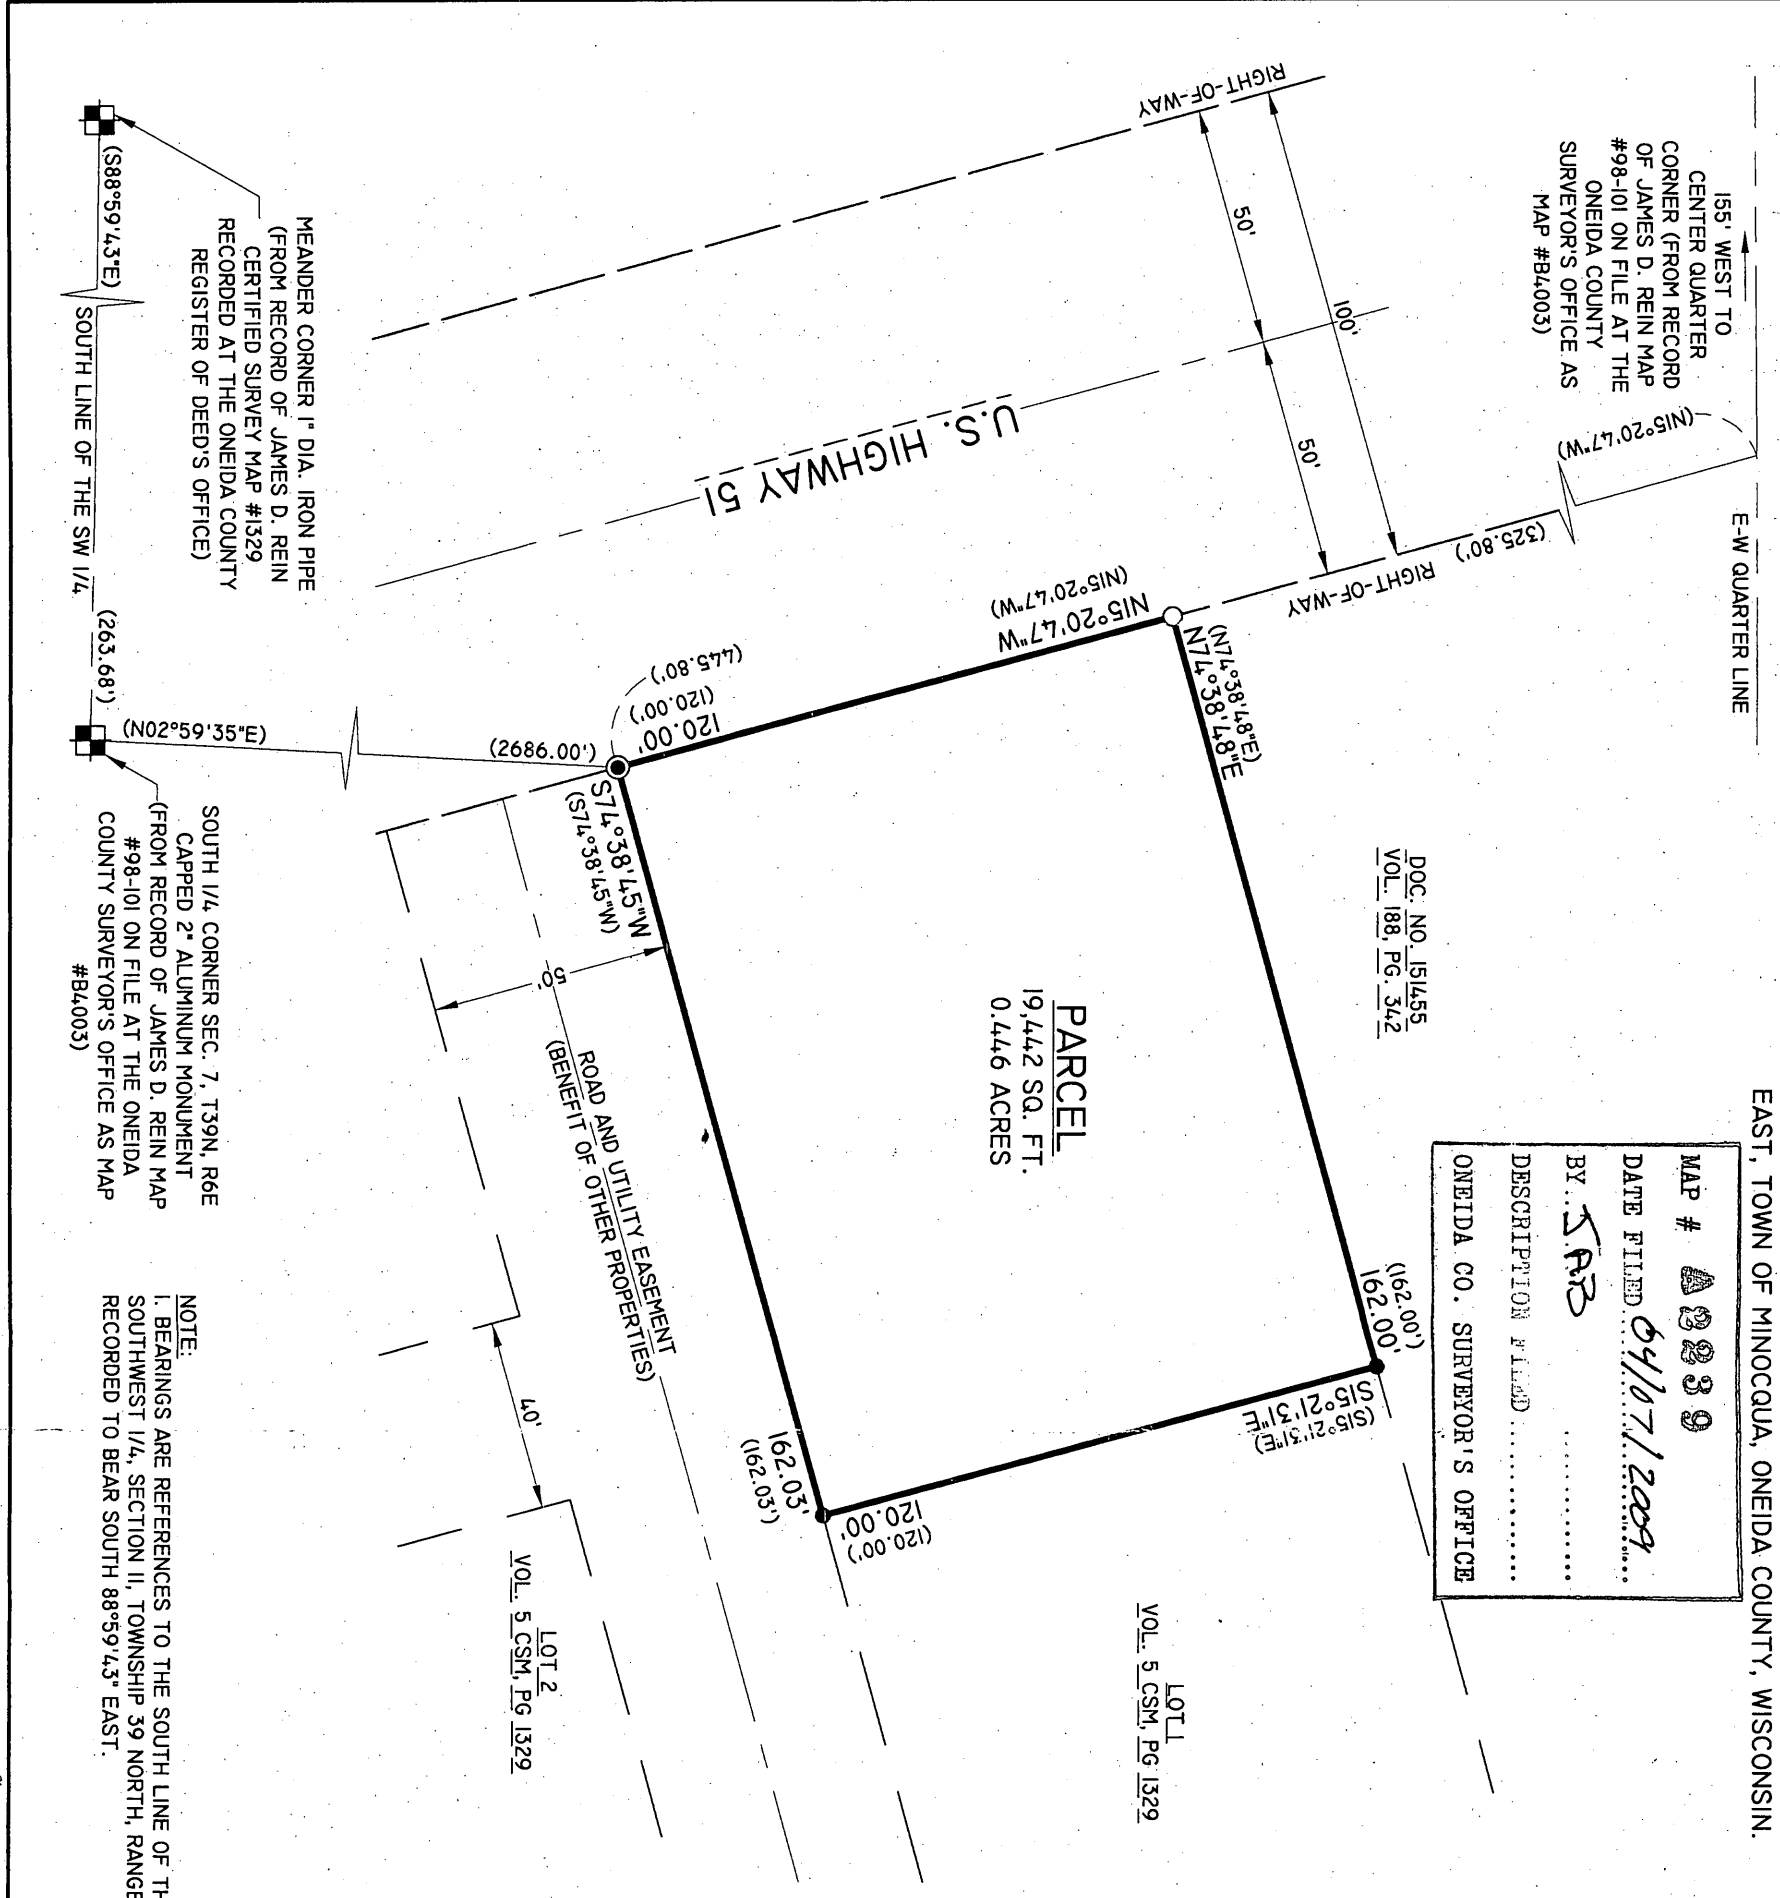 EAST, TOWN OF MINOCQUA, ONEIDA COUNTY, WISCONSIN.
MAP # A2239
DATE FILED 04/07/2009
BY JAB
DESCRIPTION FILED
ONEIDA CO. SURVEYOR'S OFFICE
155' WEST TO
CENTER QUARTER
CORNER (FROM RECORD
OF JAMES D. REIN MAP
#98-101 ON FILE AT THE
ONEIDA COUNTY
SURVEYOR'S OFFICE AS
MAP #B4003)
E-W QUARTER LINE
(N15°20'47"W)
(325.80')
RIGHT-OF-WAY
RIGHT-OF-WAY
50'
100'
50'
U.S. HIGHWAY 51
(N15°20'47"W)
N15°20'47"W
(445.80')
(120.00')
120.00'
(N74°38'48"E)
N74°38'48"E
(162.00')
162.00'
DOC. NO. 151455
VOL. 188, PG. 342
PARCEL
19,442 SQ. FT.
0.446 ACRES
S15°21'31"E
(S15°21'31"E)
120.00'
(120.00')
LOT 1
VOL. 5 CSM, PG 1329
S74°38'45"W
(S74°38'45"W)
162.03'
(162.03')
50'
ROAD AND UTILITY EASEMENT
(BENEFIT OF OTHER PROPERTIES)
40'
LOT 2
VOL. 5 CSM, PG 1329
MEANDER CORNER 1" DIA. IRON PIPE
(FROM RECORD OF JAMES D. REIN
CERTIFIED SURVEY MAP #1329
RECORDED AT THE ONEIDA COUNTY
REGISTER OF DEED'S OFFICE)
(S88°59'43"E)
SOUTH LINE OF THE SW 1/4
(263.68')
(N02°59'35"E)
(2686.00')
SOUTH 1/4 CORNER SEC. 7, T39N, R6E
CAPPED 2" ALUMINUM MONUMENT
(FROM RECORD OF JAMES D. REIN MAP
#98-101 ON FILE AT THE ONEIDA
COUNTY SURVEYOR'S OFFICE AS MAP
#B4003)
NOTE:
1. BEARINGS ARE REFERENCES TO THE SOUTH LINE OF TH
SOUTHWEST 1/4, SECTION 11, TOWNSHIP 39 NORTH, RANGE
RECORDED TO BEAR SOUTH 88°59'43" EAST.